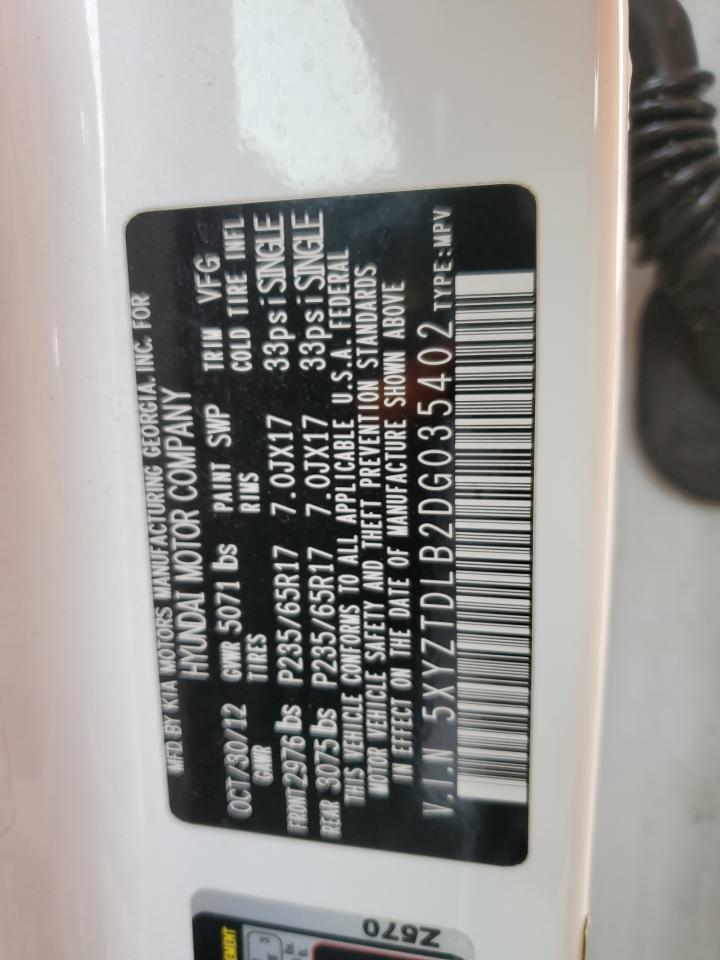 MFD BY KIA MOTORS MANUFACTURING GEORGIA. INC. FOR
HYUNDAI MOTOR COMPANY
OCT/30/12 GVWR 5071 lbs PAINT SWP TRIM VFG
GAWR TIRES RIMS COLD TIRE INFL
FRONT 2976 lbs P235/65R17 7.0JX17 33psi SINGLE
REAR 3075 lbs P235/65R17 7.0JX17 33psi SINGLE
THIS VEHICLE CONFORMS TO ALL APPLICABLE U.S.A. FEDERAL
MOTOR VEHICLE SAFETY AND THEFT PREVENTION STANDARDS
IN EFFECT ON THE DATE OF MANUFACTURE SHOWN ABOVE
V.I.N 5XYZTDLB2DG035402 TYPE:MPV
Z570